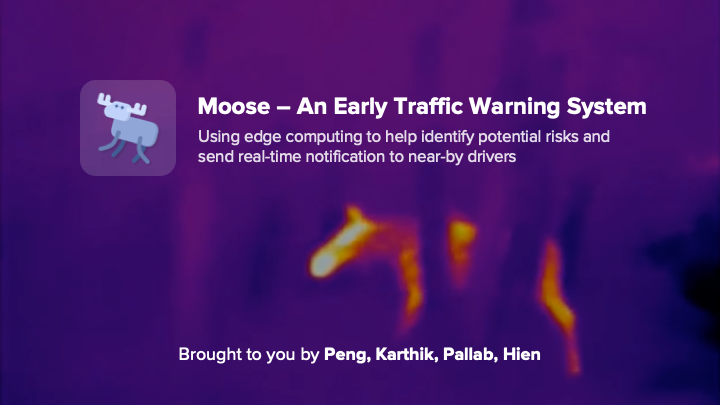 Moose – An Early Traffic Warning System
Using edge computing to help identify potential risks and
send real-time notification to near-by drivers
Brought to you by Peng, Karthik, Pallab, Hien